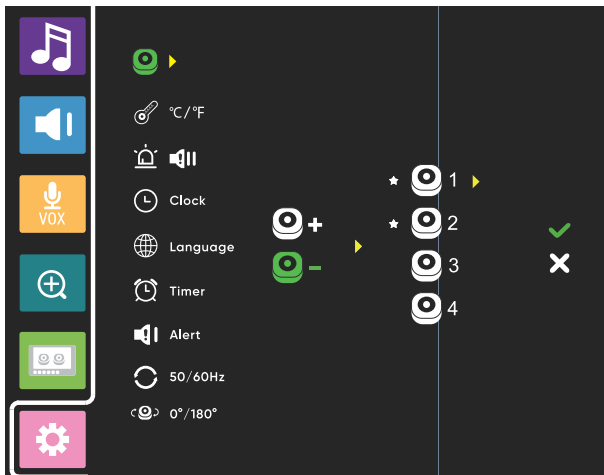 VOX
°C/°F
Clock
Language
Timer
Alert
50/60Hz
0°/180°
1
2
3
4